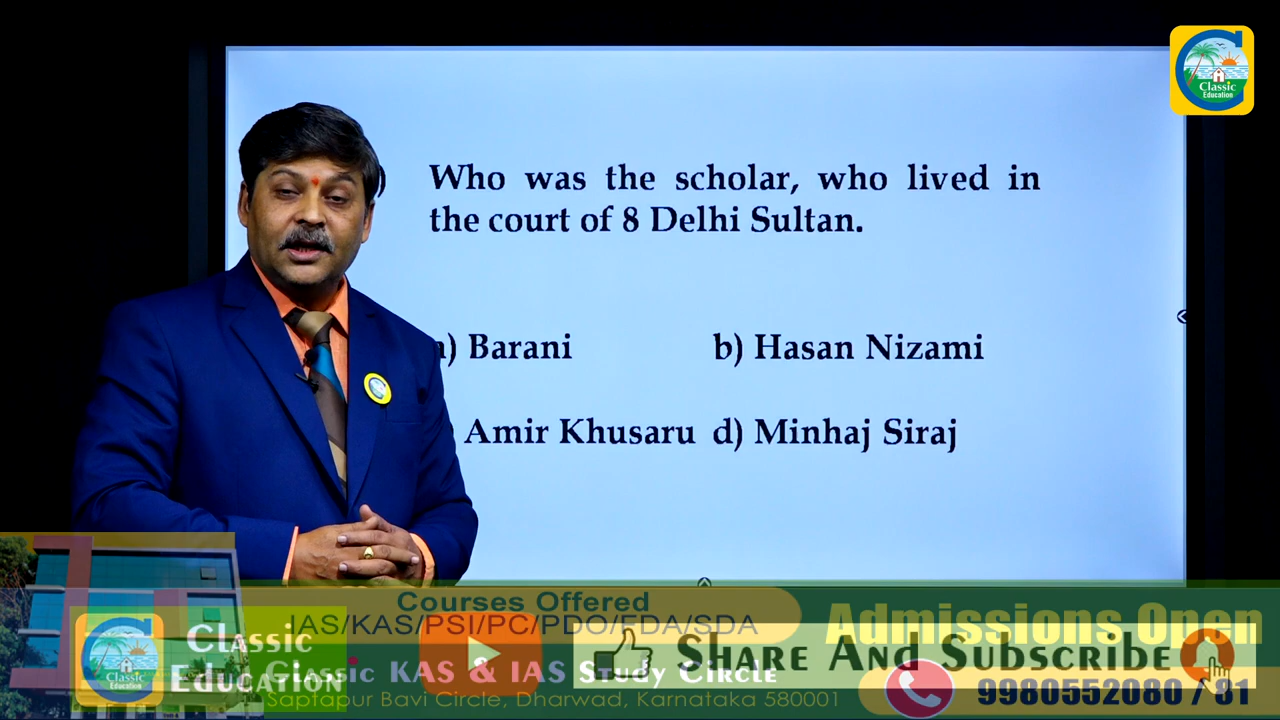 Classic
Education
) Who was the scholar, who lived in
the court of 8 Delhi Sultan.
) Barani b) Hasan Nizami
Amir Khusaru d) Minhaj Siraj
Courses Offered
IAS/KAS/PSI/PC/PDO/FDA/SDA
Admissions Open
Classic
Education
Classic
Education
Classic KAS & IAS Study Circle
Share And Subscribe
Saptapur Bavi Circle, Dharwad, Karnataka 580001
9980552080 / 81